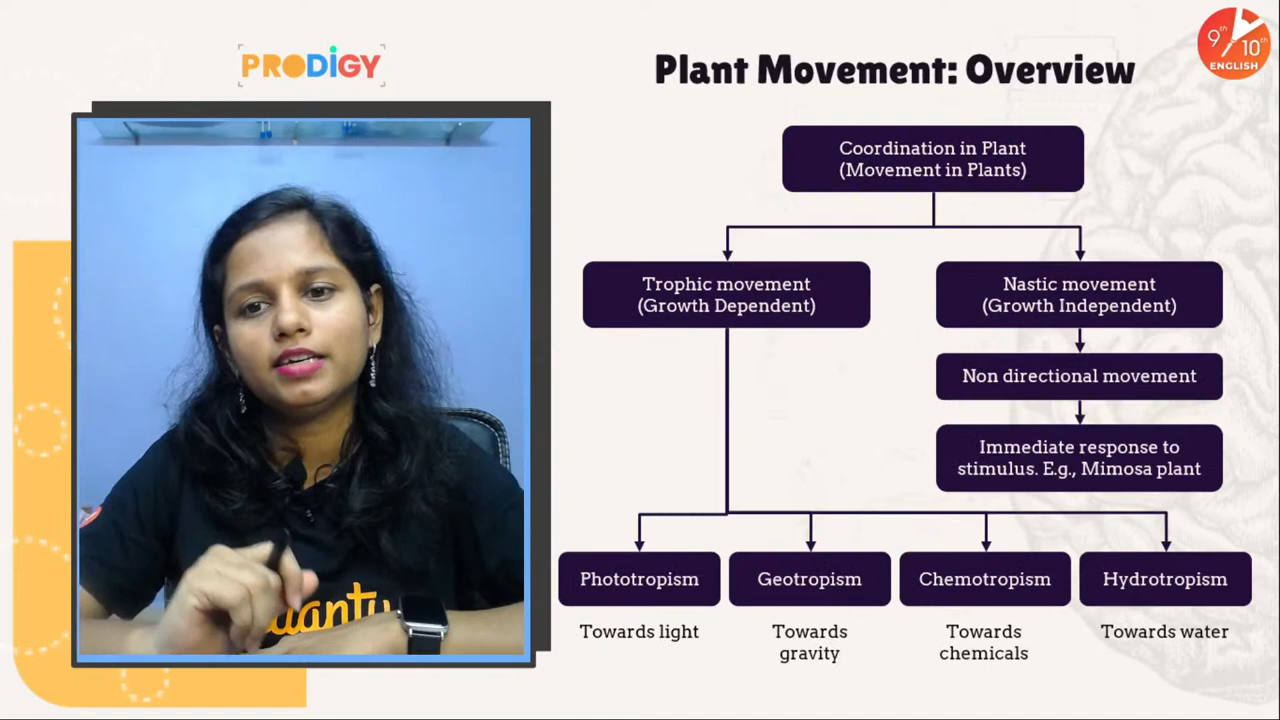 PRODiGY
Plant Movement: Overview
9th 10th
ENGLISH
Coordination in Plant
(Movement in Plants)
Trophic movement
(Growth Dependent)
Nastic movement
(Growth Independent)
Non directional movement
Immediate response to
stimulus. E.g., Mimosa plant
Phototropism
Geotropism
Chemotropism
Hydrotropism
Towards light
Towards
gravity
Towards
chemicals
Towards water